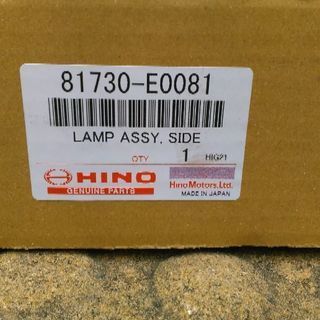 81730-E0081
LAMP ASSY, SIDE
QTY 1 HIG21
HINO
GENUINE PARTS
Hino Motors, Ltd.
MADE IN JAPAN